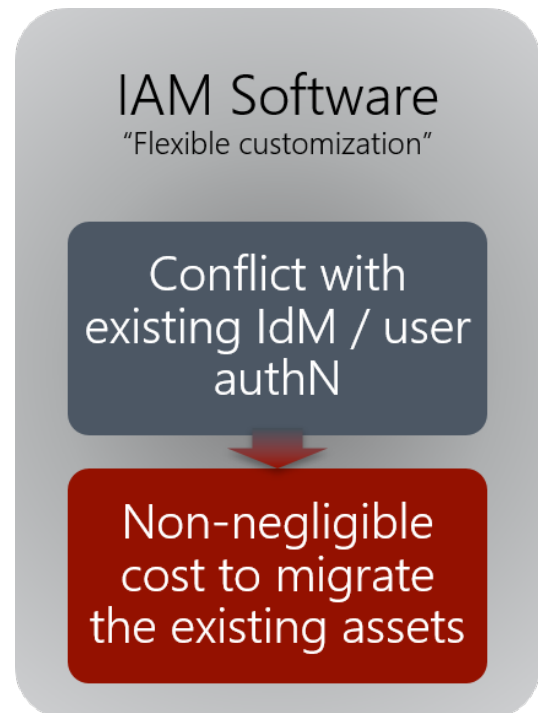 IAM Software
“Flexible customization”
Conflict with
existing IdM / user
authN
Non-negligible
cost to migrate
the existing assets